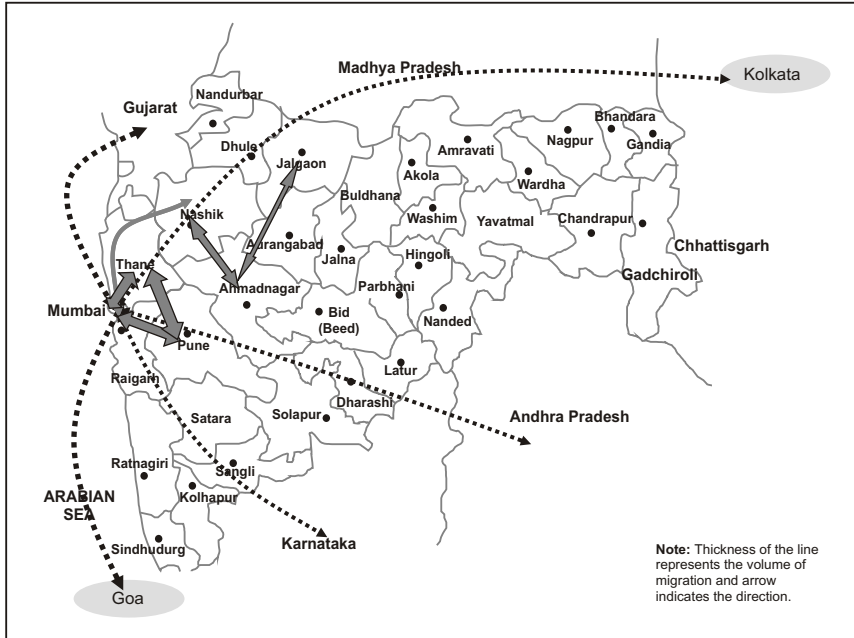 Madhya Pradesh
Kolkata
Gujarat
Nandurbar
Dhule
Jalgaon
Bhandara
Nagpur
Gandia
Amravati
Akola
Wardha
Buldhana
Nashik
Washim
Yavatmal
Chandrapur
Aurangabad
Jalna
Hingoli
Chhattisgarh
Thane
Gadchiroli
Ahmadnagar
Parbhani
Mumbai
Bid
(Beed)
Nanded
Pune
Latur
Raigarh
Dharashi
Satara
Solapur
Andhra Pradesh
Ratnagiri
Sangli
Kolhapur
ARABIAN
SEA
Sindhudurg
Karnataka
Goa
Note: Thickness of the line
represents the volume of
migration and arrow
indicates the direction.